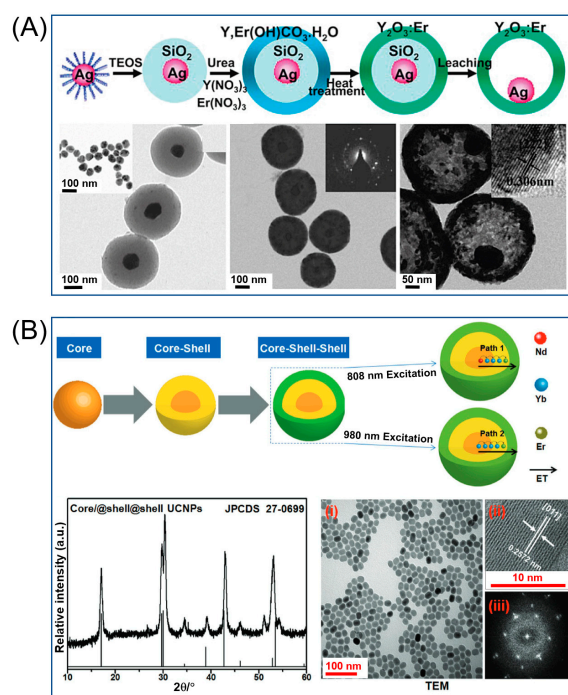 (A)
TEOS
Ag
SiO₂
Ag
Urea
Y(NO₃)₃
Er(NO₃)₃
Y,Er(OH)CO₃.H₂O
SiO₂
Ag
Heat
treatment
Y₂O₃:Er
SiO₂
Ag
Leaching
Y₂O₃:Er
Ag
100 nm
100 nm
100 nm
0.306nm
50 nm
(B)
Core
Core-Shell
Core-Shell-Shell
808 nm Excitation
980 nm Excitation
Path 1
Path 2
Nd
Yb
Er
ET
Core/@shell@shell UCNPs JPCDS 27-0699
Relative intensity (a.u.)
10 20 30 40 50 60
2θ/°
(i)
100 nm
TEM
(ii)
{011}
0.2572 nm
10 nm
(iii)